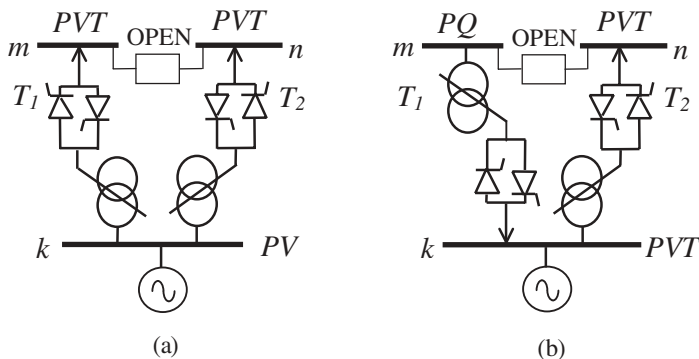 PVT OPEN PVT
m n
T1 T2
k PV
(a)
PQ OPEN PVT
m n
T1 T2
k PVT
(b)